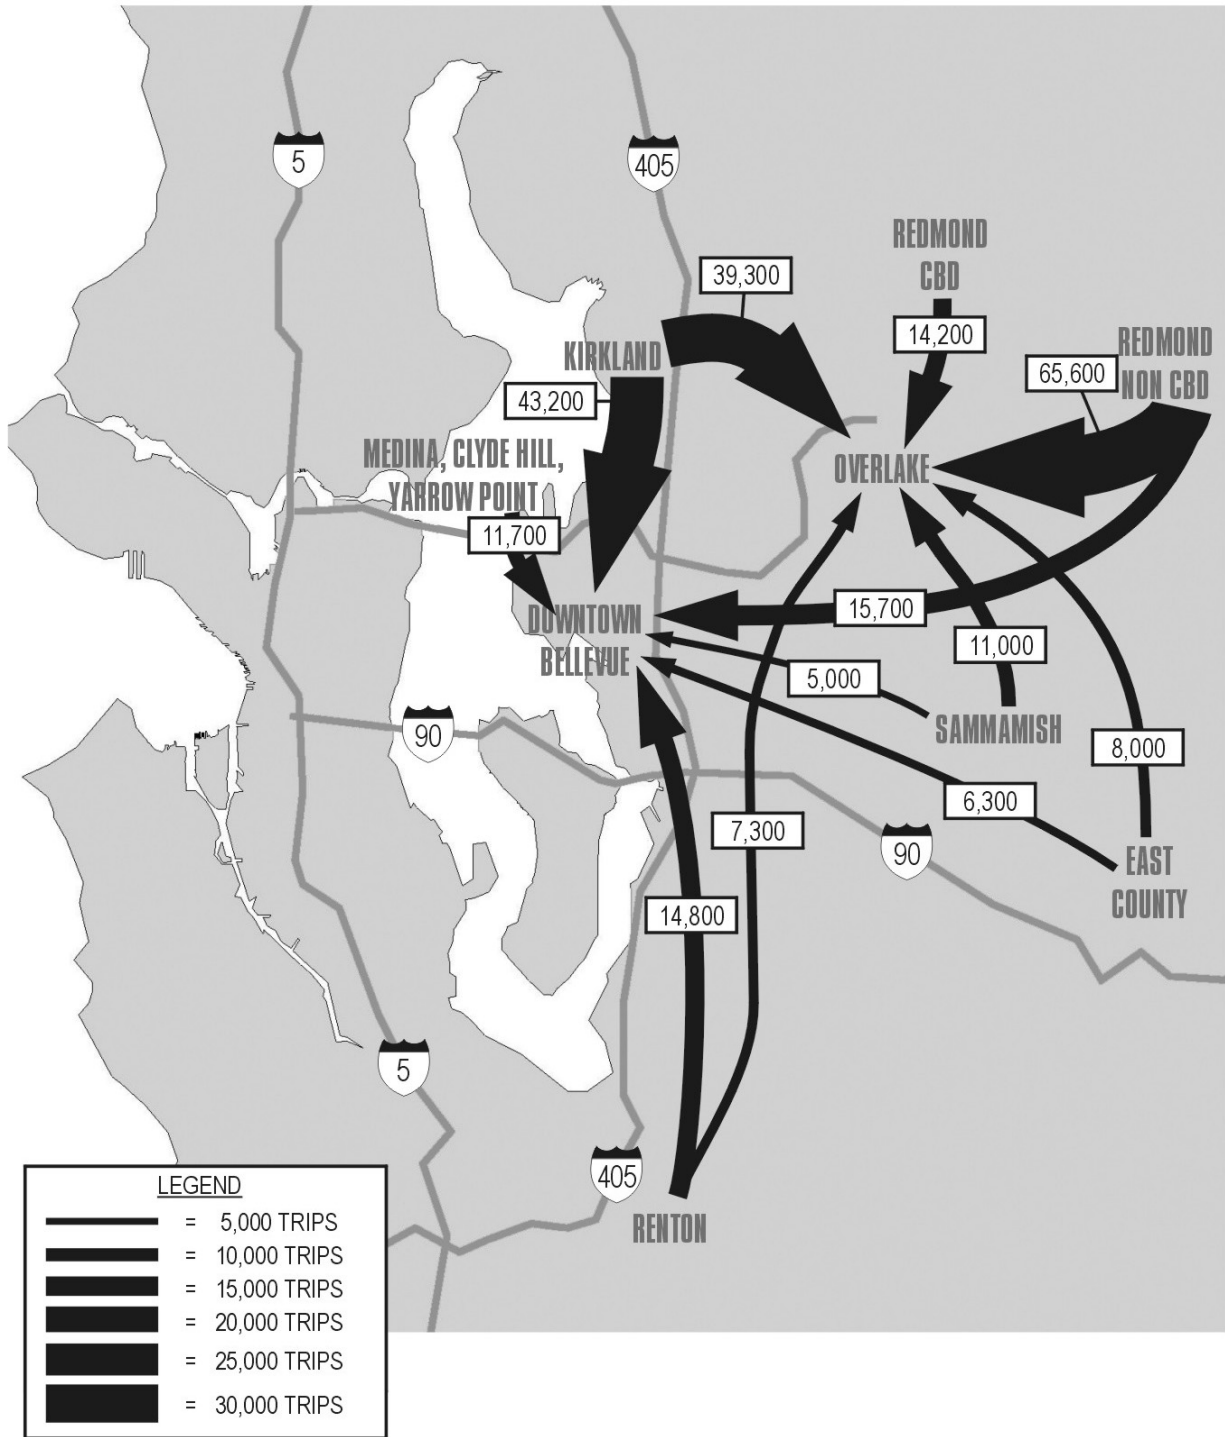 5
405
REDMOND
CBD
39,300
14,200
REDMOND
NON CBD
KIRKLAND
65,600
43,200
MEDINA, CLYDE HILL,
YARROW POINT
OVERLAKE
11,700
DOWNTOWN
BELLEVUE
15,700
11,000
5,000
SAMMAMISH
90
8,000
6,300
7,300
90
EAST
COUNTY
14,800
5
405
RENTON
LEGEND
= 5,000 TRIPS
= 10,000 TRIPS
= 15,000 TRIPS
= 20,000 TRIPS
= 25,000 TRIPS
= 30,000 TRIPS